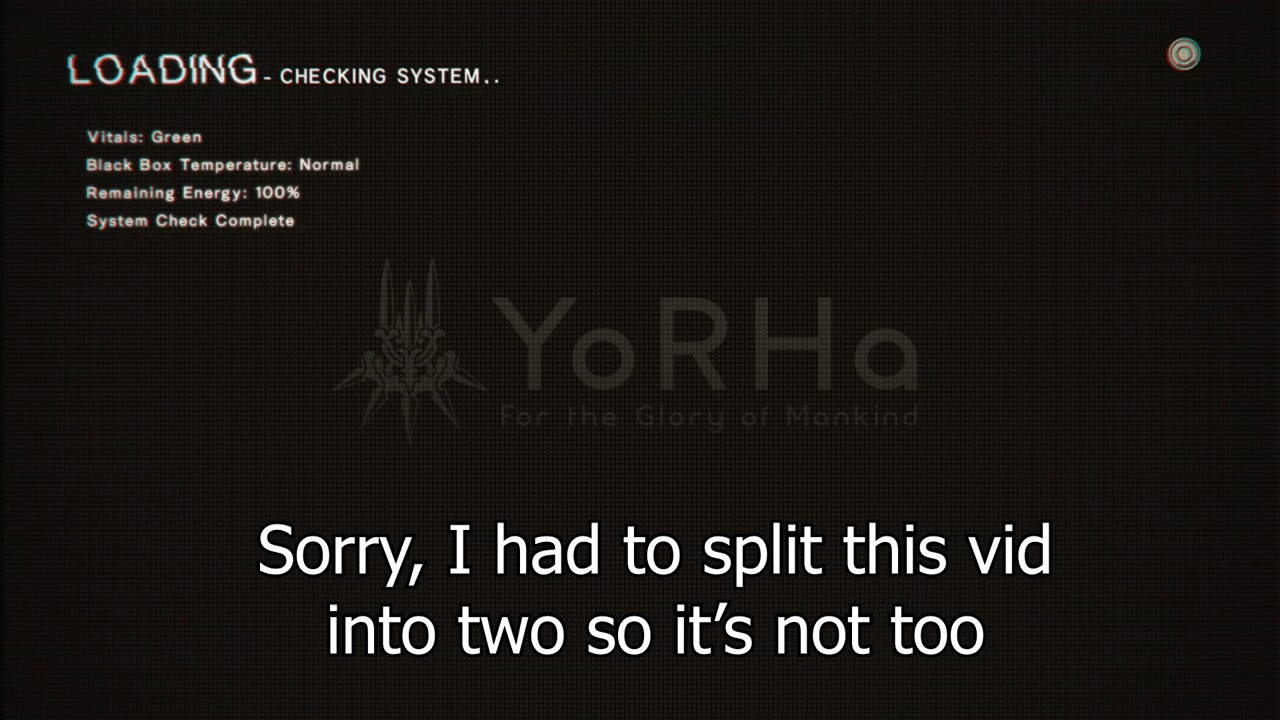 LOADING - CHECKING SYSTEM..
Vitals: Green
Black Box Temperature: Normal
Remaining Energy: 100%
System Check Complete
YoRHa
For the Glory of Mankind
Sorry, I had to split this vid
into two so it’s not too